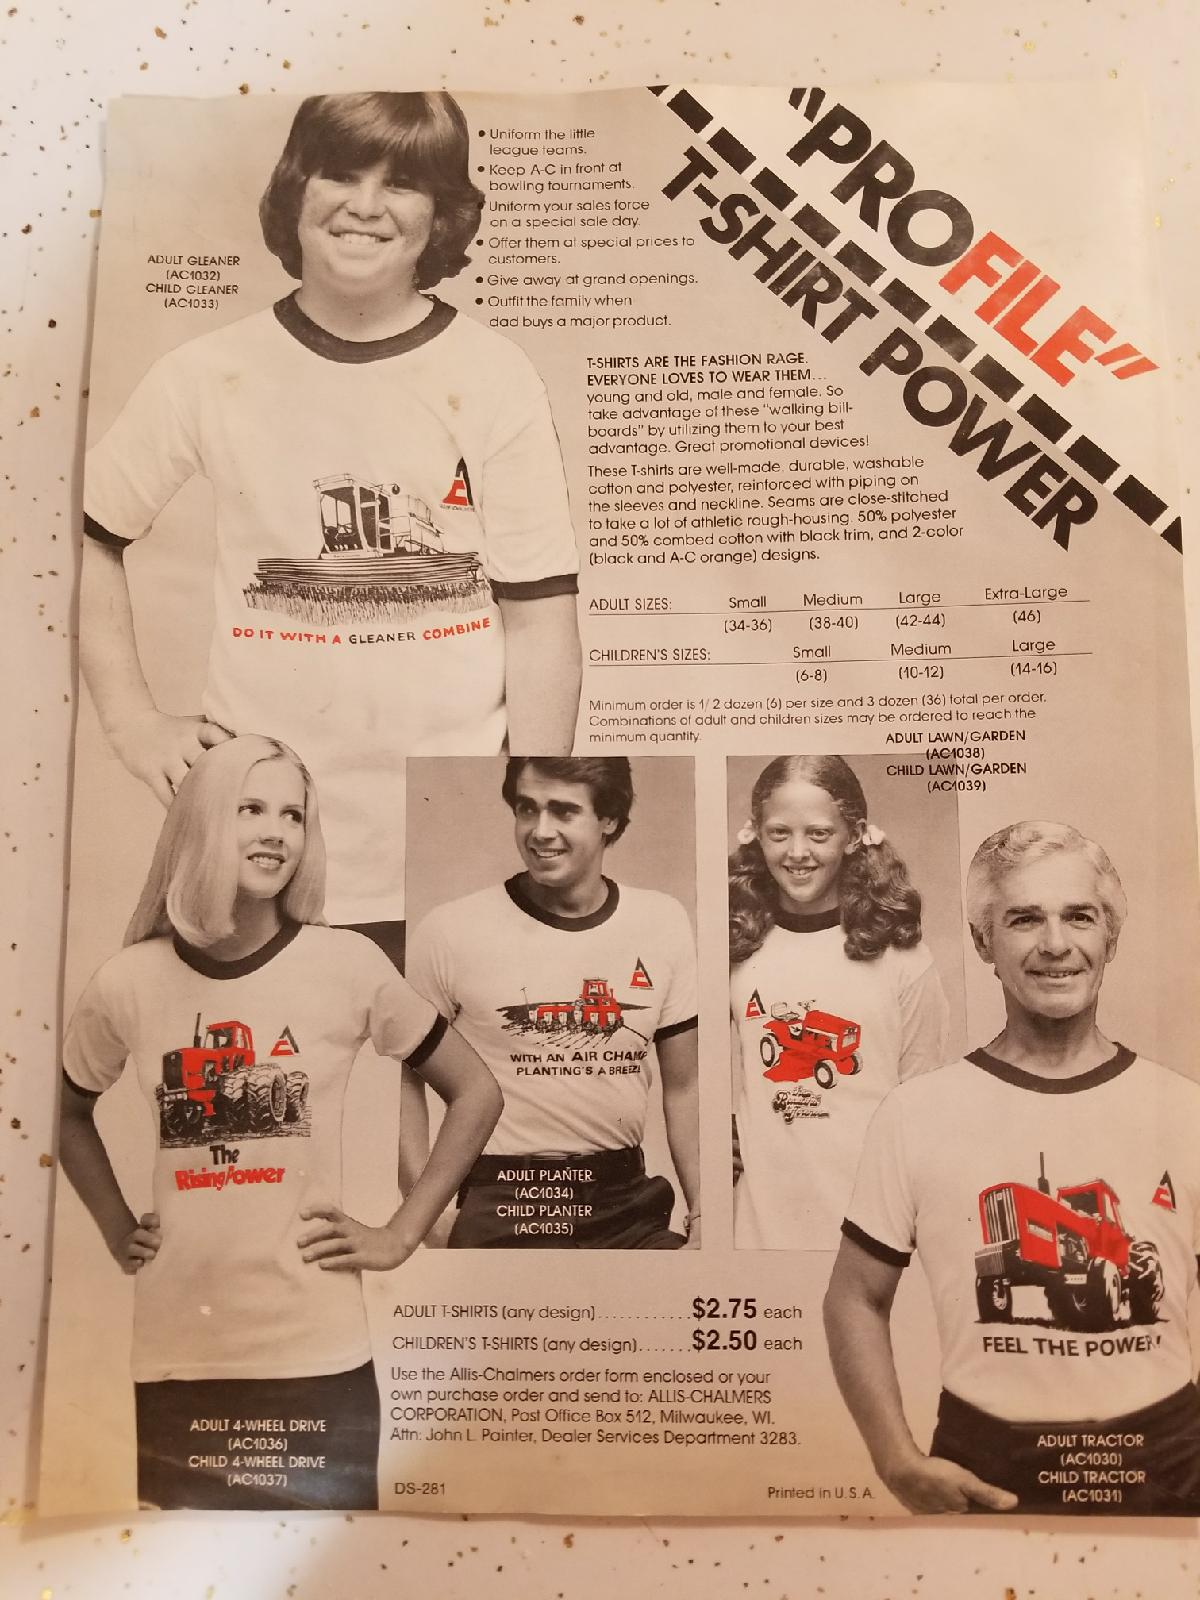 "PROFILE"
T-SHIRT POWER
• Uniform the little
league teams.
• Keep A-C in front at
bowling tournaments.
• Uniform your sales force
on a special sale day.
• Offer them at special prices to
customers.
• Give away at grand openings.
• Outfit the family when
dad buys a major product.
ADULT GLEANER
(AC1032)
CHILD GLEANER
(AC1033)
T-SHIRTS ARE THE FASHION RAGE.
EVERYONE LOVES TO WEAR THEM...
young and old, male and female. So
take advantage of these "walking bill-
boards" by utilizing them to your best
advantage. Great promotional devices!
These T-shirts are well-made, durable, washable
cotton and polyester, reinforced with piping on
the sleeves and neckline. Seams are close-stitched
to take a lot of athletic rough-housing. 50% polyester
and 50% combed cotton with black trim, and 2-color
(black and A-C orange) designs.
DO IT WITH A GLEANER COMBINE
ADULT SIZES: Small Medium Large Extra-Large
(34-36) (38-40) (42-44) (46)
CHILDREN'S SIZES: Small Medium Large
(6-8) (10-12) (14-16)
Minimum order is 1/2 dozen (6) per size and 3 dozen (36) total per order.
Combinations of adult and children sizes may be ordered to reach the
minimum quantity.
ADULT LAWN/GARDEN
(AC1038)
CHILD LAWN/GARDEN
(AC1039)
WITH AN AIR CHAMP
PLANTING'S A BREEZE
The
Rising Power
ADULT PLANTER
(AC1034)
CHILD PLANTER
(AC1035)
FEEL THE POWER!
ADULT T-SHIRTS (any design)............$2.75 each
CHILDREN'S T-SHIRTS (any design).......$2.50 each
Use the Allis-Chalmers order form enclosed or your
own purchase order and send to: ALLIS-CHALMERS
CORPORATION, Post Office Box 512, Milwaukee, WI.
Attn: John L. Painter, Dealer Services Department 3283.
ADULT 4-WHEEL DRIVE
(AC1036)
CHILD 4-WHEEL DRIVE
(AC1037)
ADULT TRACTOR
(AC1030)
CHILD TRACTOR
(AC1031)
DS-281
Printed in U.S.A.